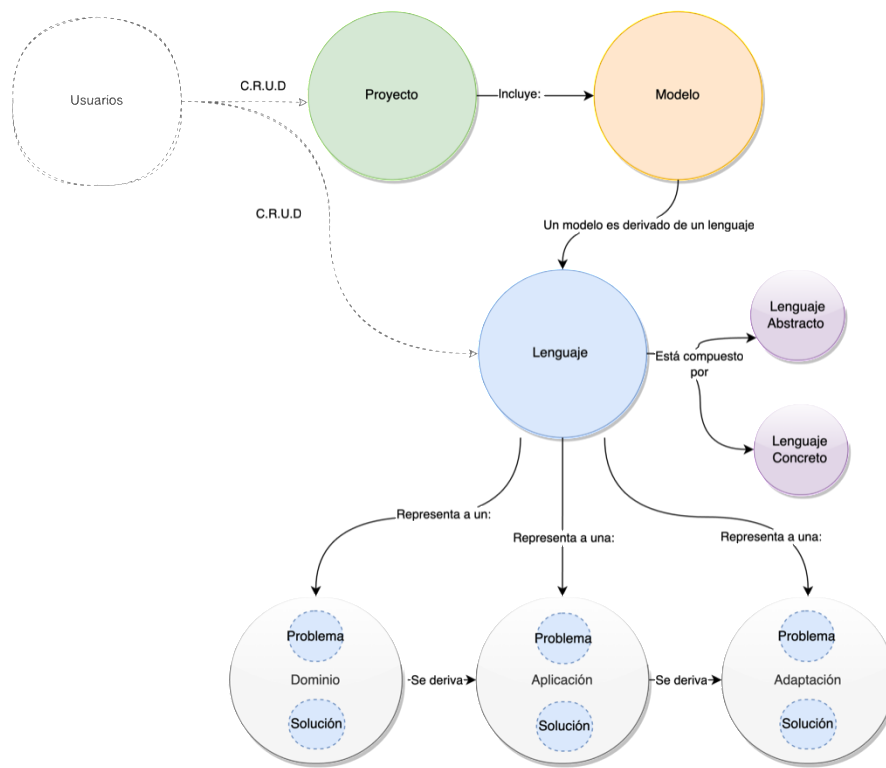 Usuarios
C.R.U.D
Proyecto
Incluye:
Modelo
C.R.U.D
Un modelo es derivado de un lenguaje
Lenguaje
Abstracto
Lenguaje
Está compuesto
por
Lenguaje
Concreto
Representa a un:
Representa a una:
Representa a una:
Problema
Problema
Problema
Dominio
Se deriva
Aplicación
Se deriva
Adaptación
Solución
Solución
Solución